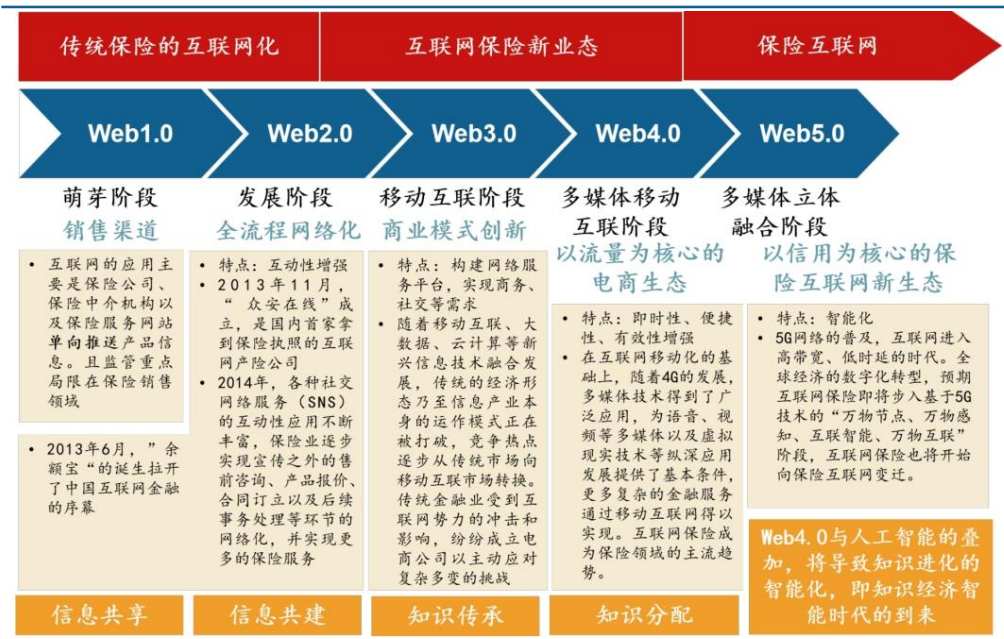 传统保险的互联网化
互联网保险新业态
保险互联网
Web1.0
Web2.0
Web3.0
Web4.0
Web5.0
萌芽阶段
销售渠道
• 互联网的应用主
要是保险公司、
保险中介机构以
及保险服务网站
单向推送产品信
息。且监管重点
局限在保险销售
领域
• 2013年6月，”余
额宝“的诞生拉开
了中国互联网金融
的序幕
信息共享
发展阶段
全流程网络化
• 特点：互动性增强
• 2013年11月，
“ 众安在线”成
立，是国内首家拿
到保险执照的互联
网产险公司
• 2014年，各种社交
网络服务（SNS）
的互动性应用不断
丰富，保险业逐步
实现宣传之外的售
前咨询、产品报价、
合同订立以及后续
事务处理等环节的
网络化，并实现更
多的保险服务
信息共建
移动互联阶段
商业模式创新
• 特点：构建网络服
务平台，实现商务、
社交等需求
• 随着移动互联、大
数据、云计算等新
兴信息技术融合发
展，传统的经济形
态乃至信息产业本
身的运作模式正在
被打破，竞争热点
逐步从传统市场向
移动互联市场转换。
传统金融业受到互
联网势力的冲击和
影响，纷纷成立电
商公司以主动应对
复杂多变的挑战
知识传承
多媒体移动
互联阶段
以流量为核心的
电商生态
• 特点：即时性、便捷
性、有效性增强
• 在互联网移动化的基
础上，随着4G的发展，
多媒体技术得到了广
泛应用，为语音、视
频等多媒体以及虚拟
现实技术等纵深应用
发展提供了基本条件，
更多复杂的金融服务
通过移动互联网得以
实现。互联网保险成
为保险领域的主流趋
势。
知识分配
多媒体立体
融合阶段
以信用为核心的保
险互联网新生态
• 特点：智能化
• 5G网络的普及，互联网进入
高带宽、低时延的时代。全
球经济的数字化转型，预期
互联网保险即将步入基于5G
技术的“万物节点、万物感
知、互联智能、万物互联”
阶段，互联网保险也将开始
向保险互联网变迁。
Web4.0与人工智能的叠
加，将导致知识进化的
智能化，即知识经济智
能时代的到来